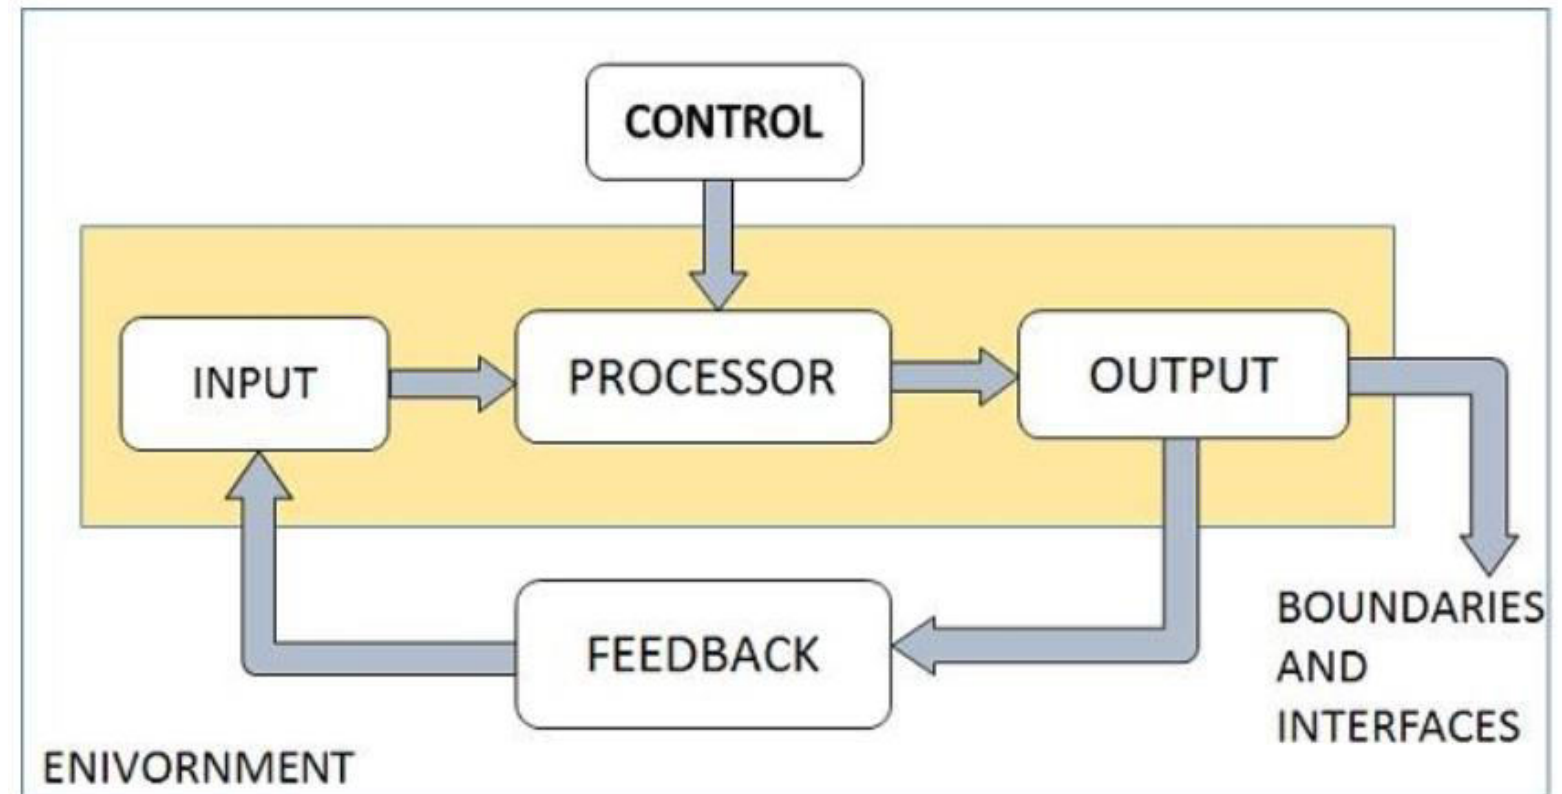 CONTROL
INPUT
PROCESSOR
OUTPUT
FEEDBACK
BOUNDARIES
AND
INTERFACES
ENIVORNMENT